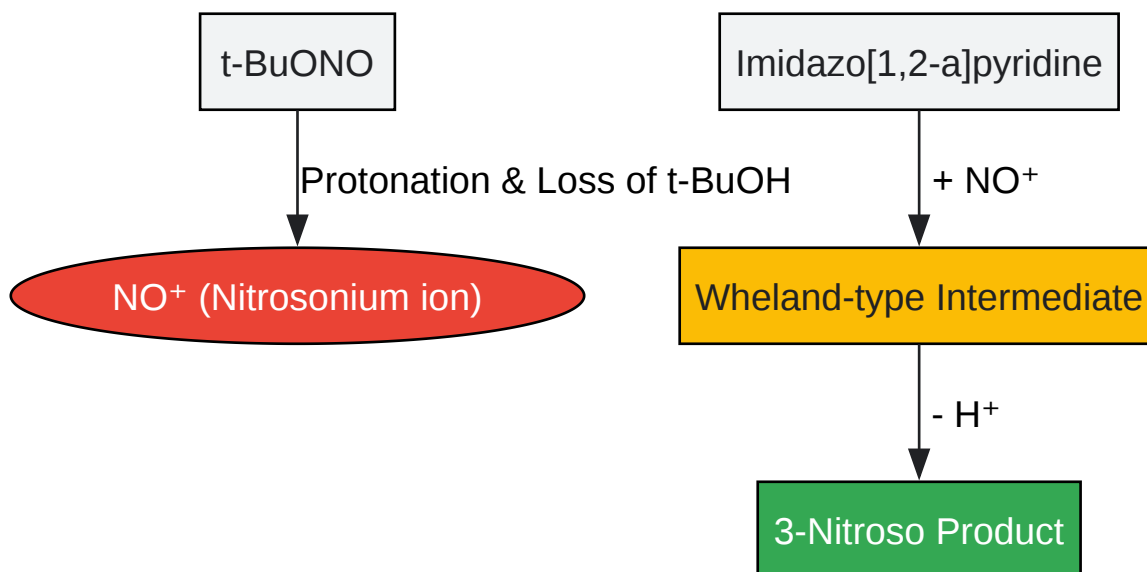 t-BuONO
Imidazo[1,2-a]pyridine
Protonation & Loss of t-BuOH
+ NO⁺
NO⁺ (Nitrosonium ion)
Wheland-type Intermediate
- H⁺
3-Nitroso Product